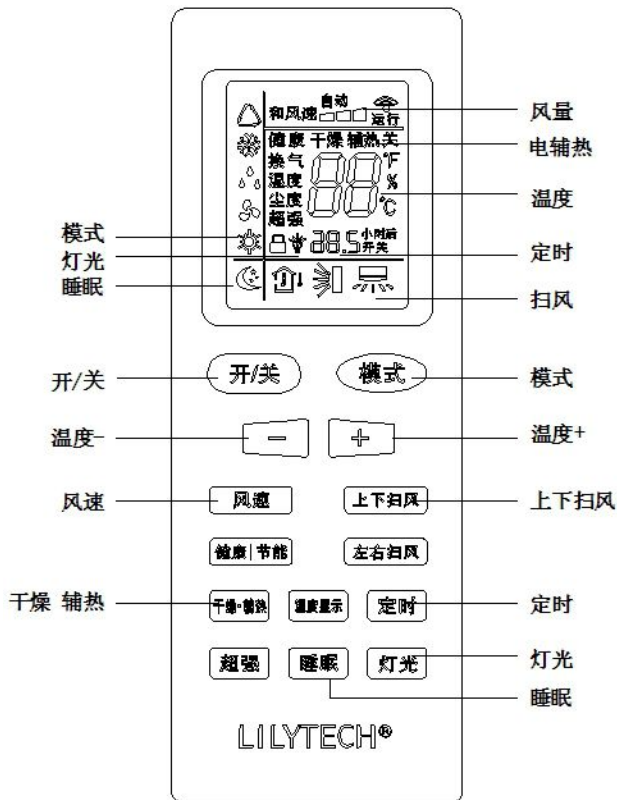 自动
和风速 运行
健康 干燥 辅热关
换气 88 °F
湿度 %
尘度 °C
超强
28.5 小时后
开关
风量
电辅热
温度
定时
扫风
模式
灯光
睡眠
开/关 开/关 模式 模式
温度- - + 温度+
风速 风速 上下扫风 上下扫风
健康|节能 左右扫风
干燥 辅热 干燥·辅热 温度显示 定时 定时
超强 睡眠 灯光 灯光
睡眠
LILYTECH®